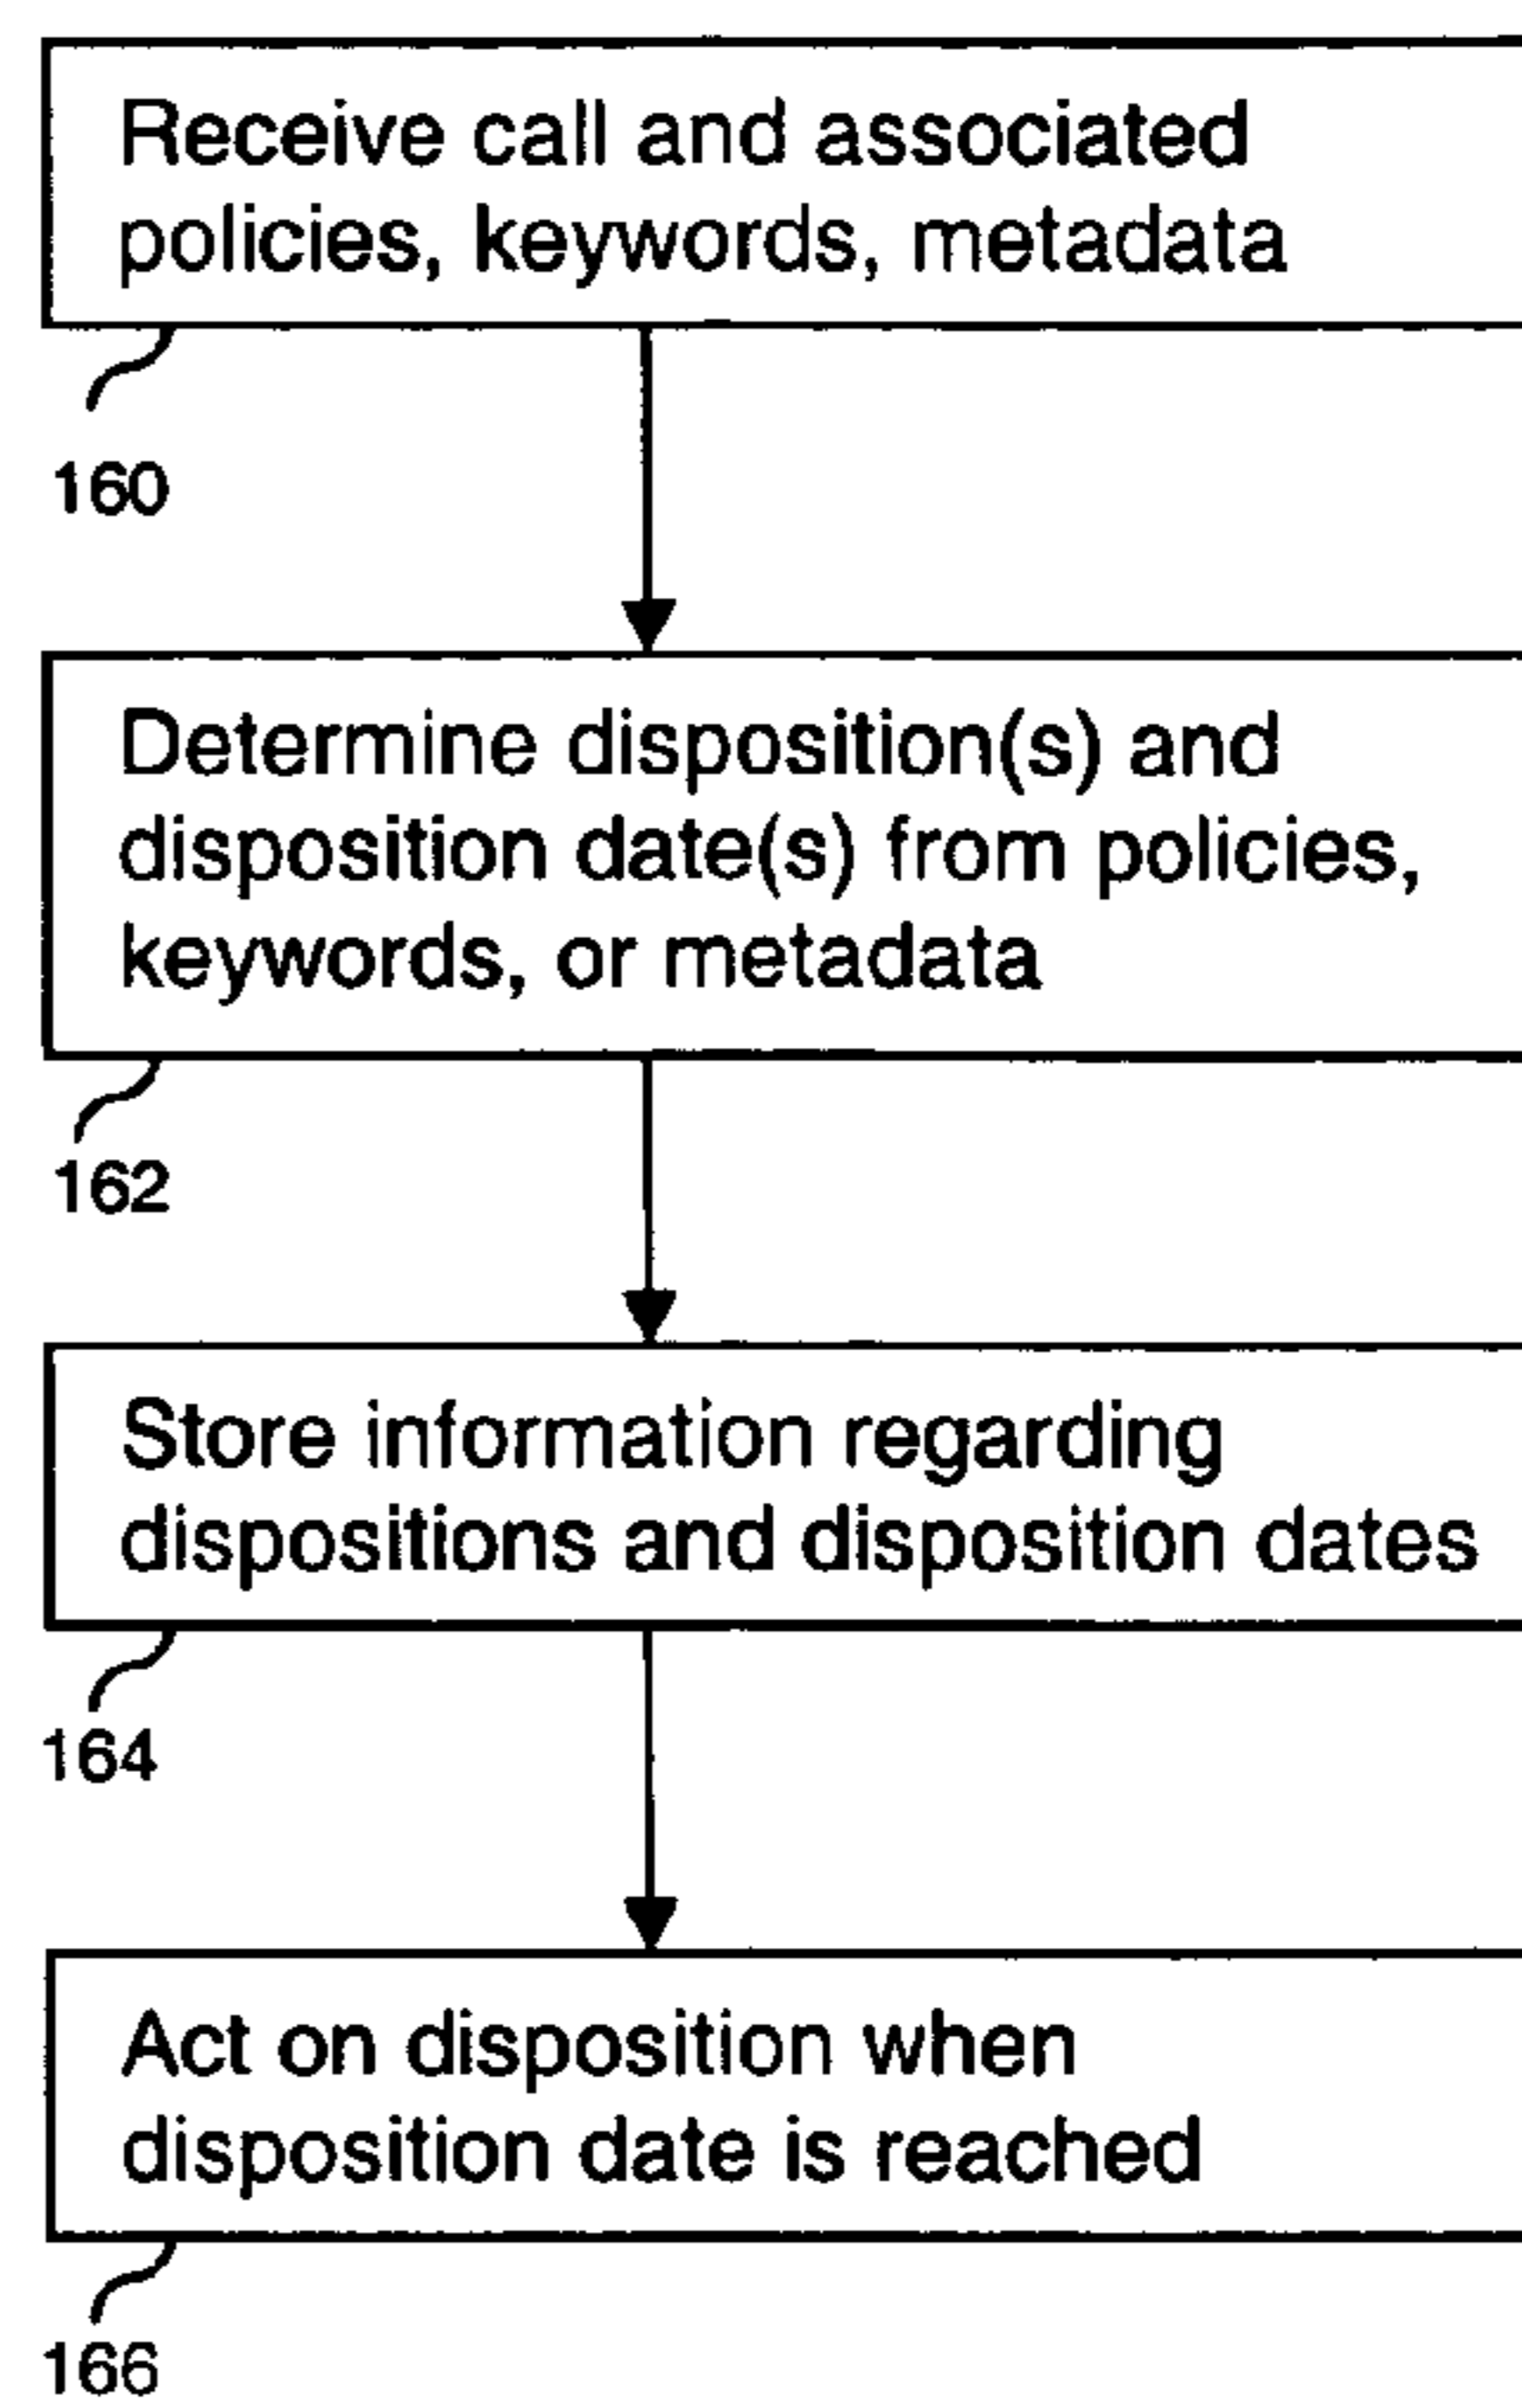 Receive call and associated
policies, keywords, metadata
160
Determine disposition(s) and
disposition date(s) from policies,
keywords, or metadata
162
Store information regarding
dispositions and disposition dates
164
Act on disposition when
disposition date is reached
166